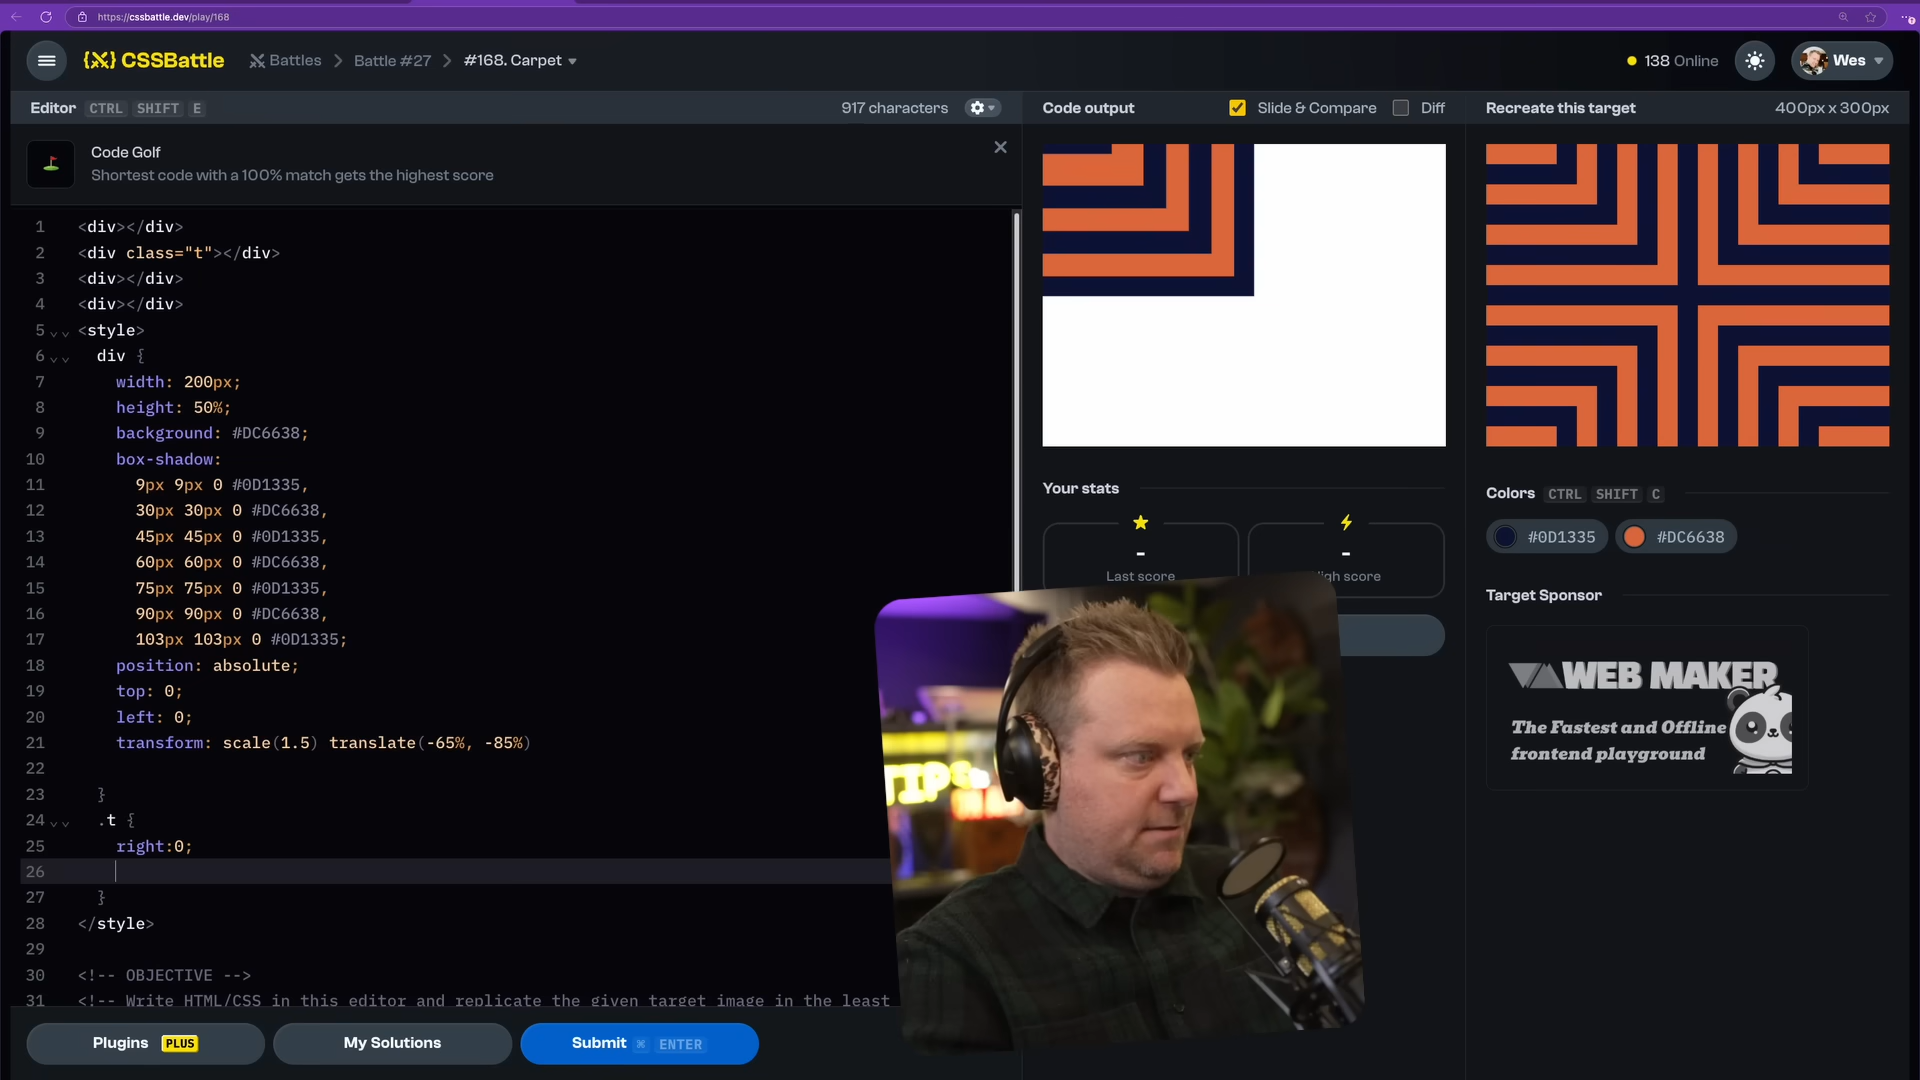 https://cssbattle.dev/play/168
CSSBattle
Battles
Battle #27
#168. Carpet
138 Online
Wes
Editor CTRL SHIFT E
917 characters
Code output
Slide & Compare
Diff
Recreate this target
400px x 300px
Code Golf
Shortest code with a 100% match gets the highest score
1 <div></div>
2 <div class="t"></div>
3 <div></div>
4 <div></div>
5 <style>
6 div {
7 width: 200px;
8 height: 50%;
9 background: #DC6638;
10 box-shadow:
11 9px 9px 0 #0D1335,
12 30px 30px 0 #DC6638,
13 45px 45px 0 #0D1335,
14 60px 60px 0 #DC6638,
15 75px 75px 0 #0D1335,
16 90px 90px 0 #DC6638,
17 103px 103px 0 #0D1335;
18 position: absolute;
19 top: 0;
20 left: 0;
21 transform: scale(1.5) translate(-65%, -85%)
22
23 }
24 .t {
25 right:0;
26
27 }
28 </style>
29
30 <!-- OBJECTIVE -->
31 <!-- Write HTML/CSS in this editor and replicate the given target image in the least
Plugins PLUS
My Solutions
Submit ⌘ ENTER
Your stats
-
Last score
-
High score
Colors CTRL SHIFT C
#0D1335
#DC6638
Target Sponsor
WEB MAKER
The Fastest and Offline
frontend playground
TIPS